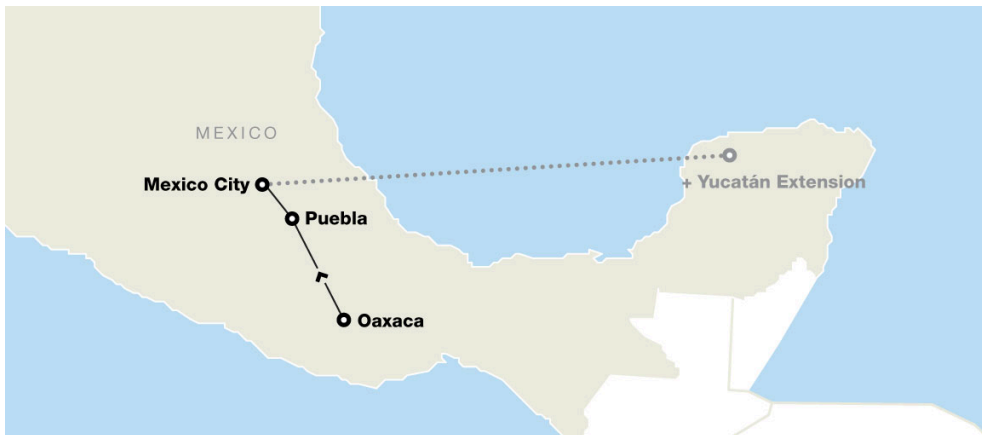 MEXICO
Mexico City
+ Yucatán Extension
Puebla
Oaxaca